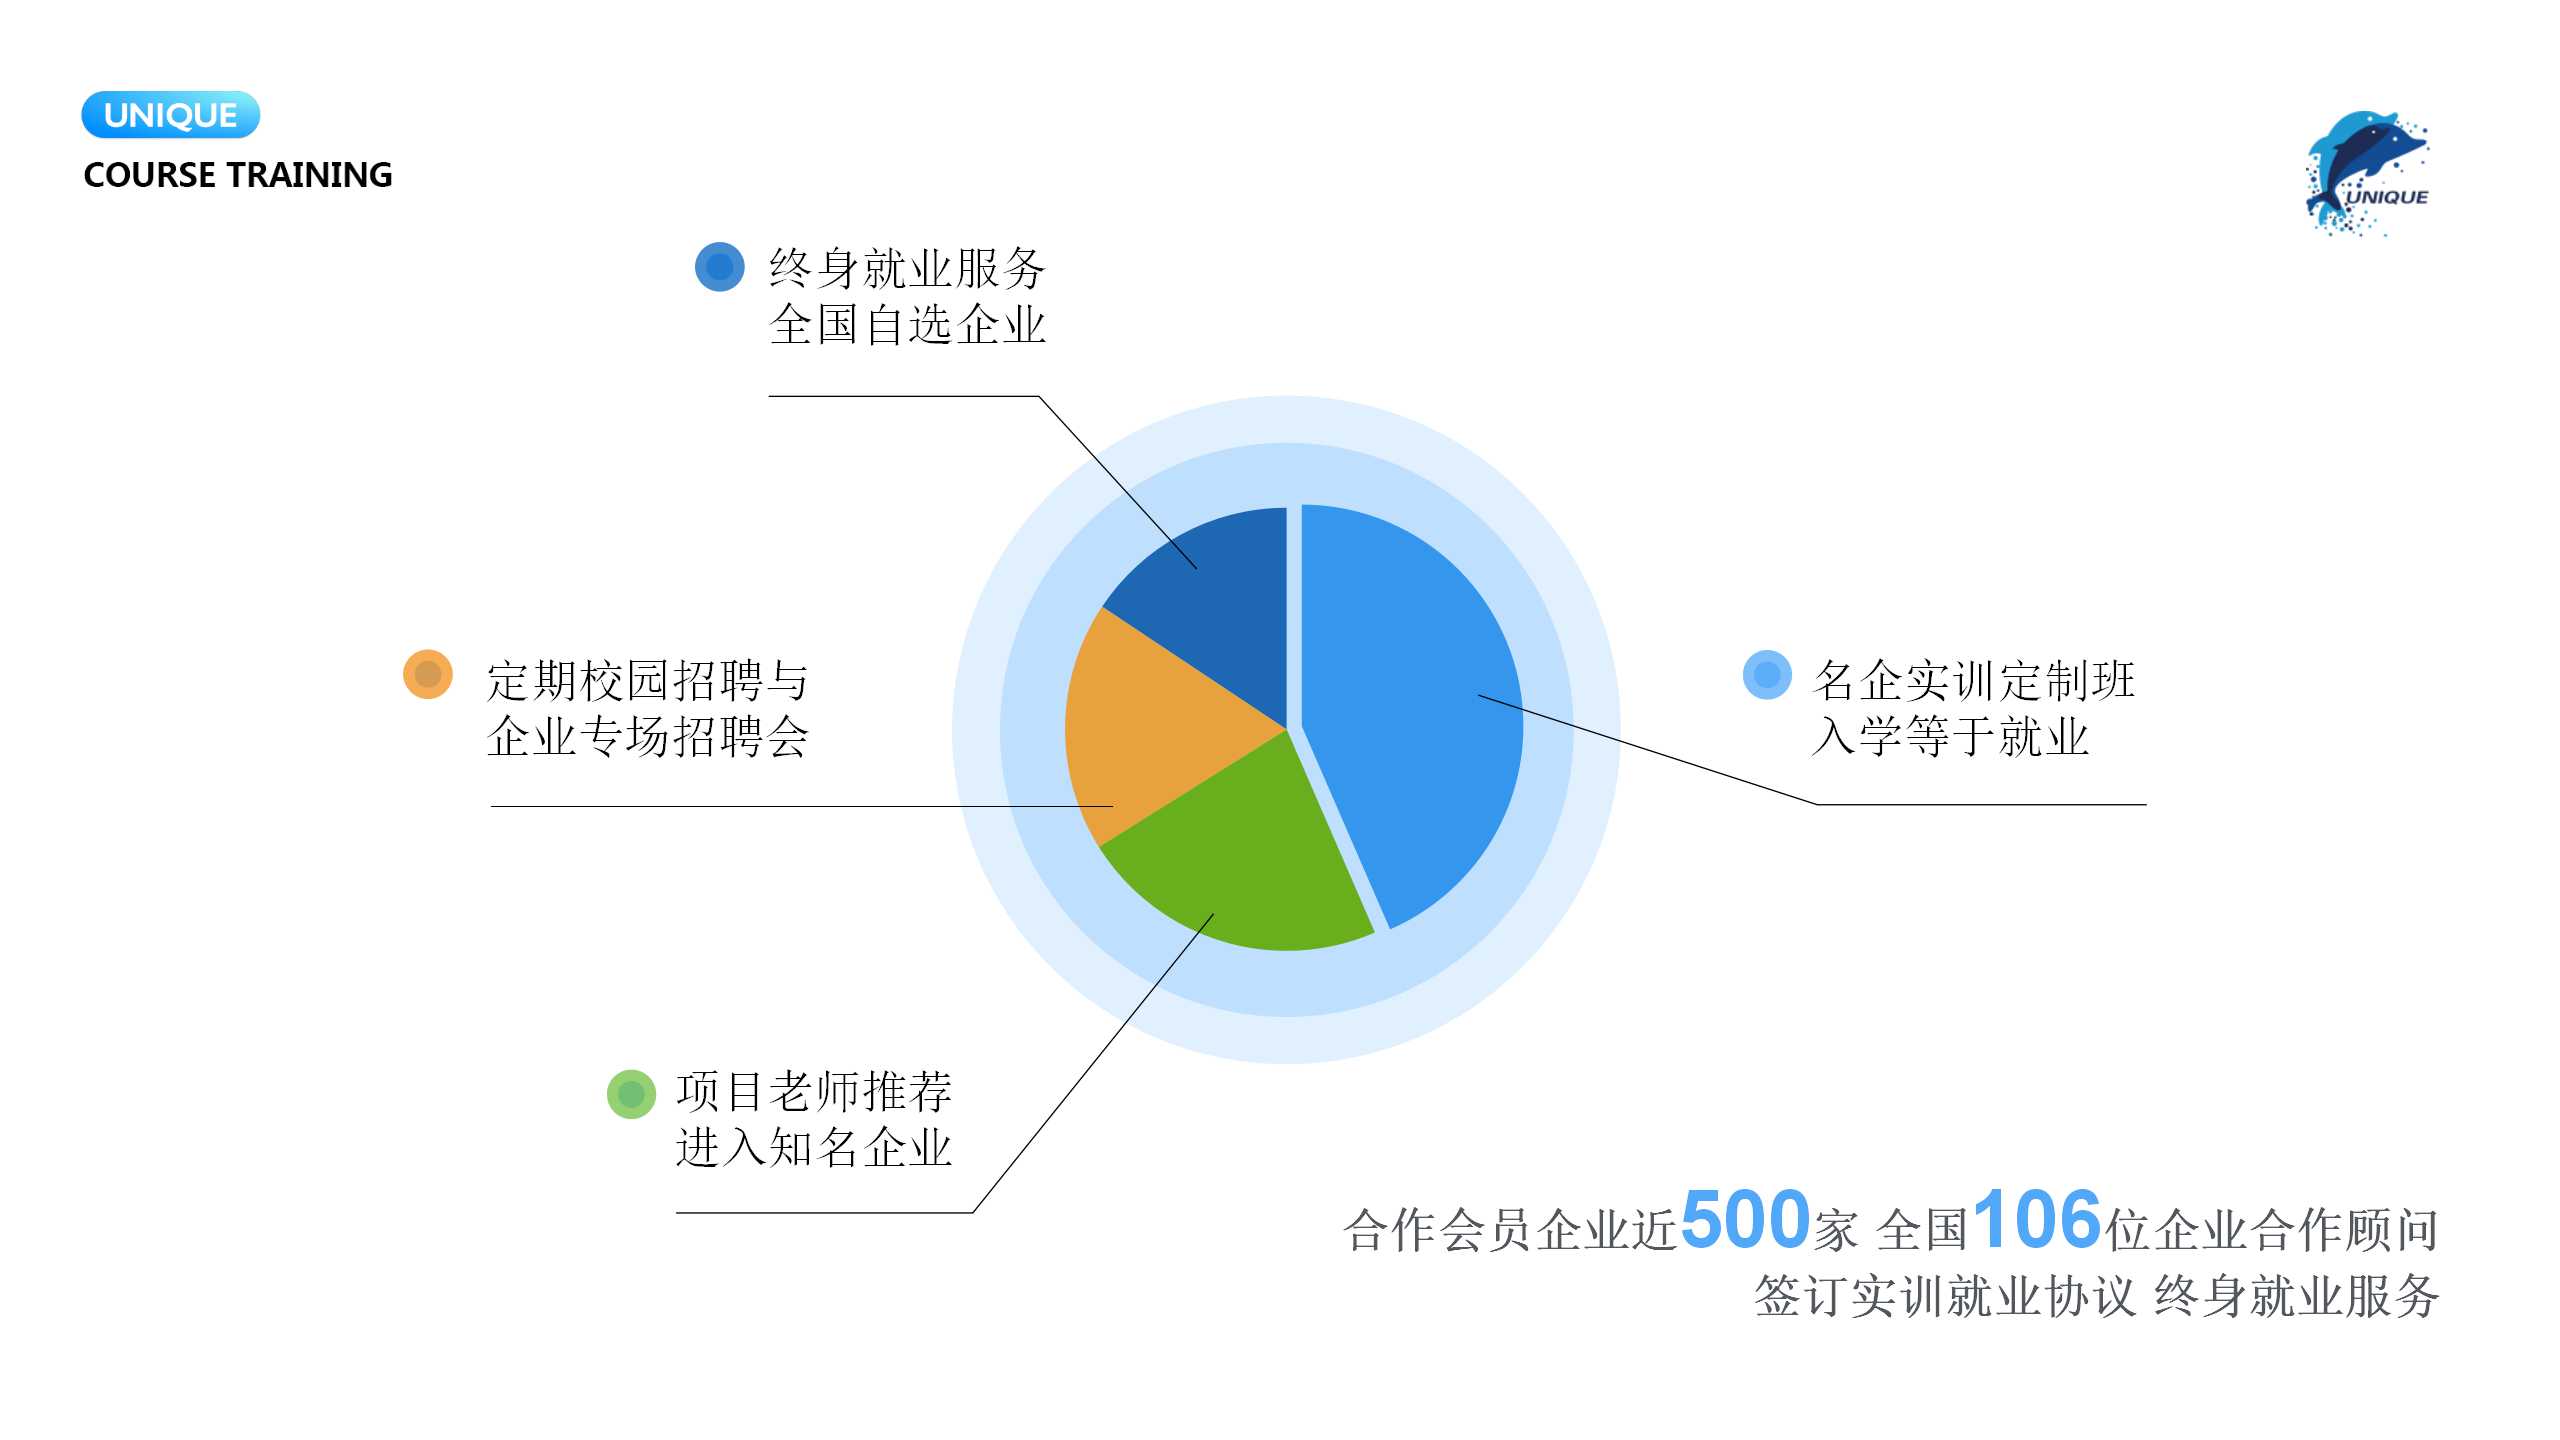 UNIQUE
COURSE TRAINING
UNIQUE
终身就业服务
全国自选企业
定期校园招聘与
企业专场招聘会
名企实训定制班
入学等于就业
项目老师推荐
进入知名企业
合作会员企业近500家 全国106位企业合作顾问
签订实训就业协议 终身就业服务